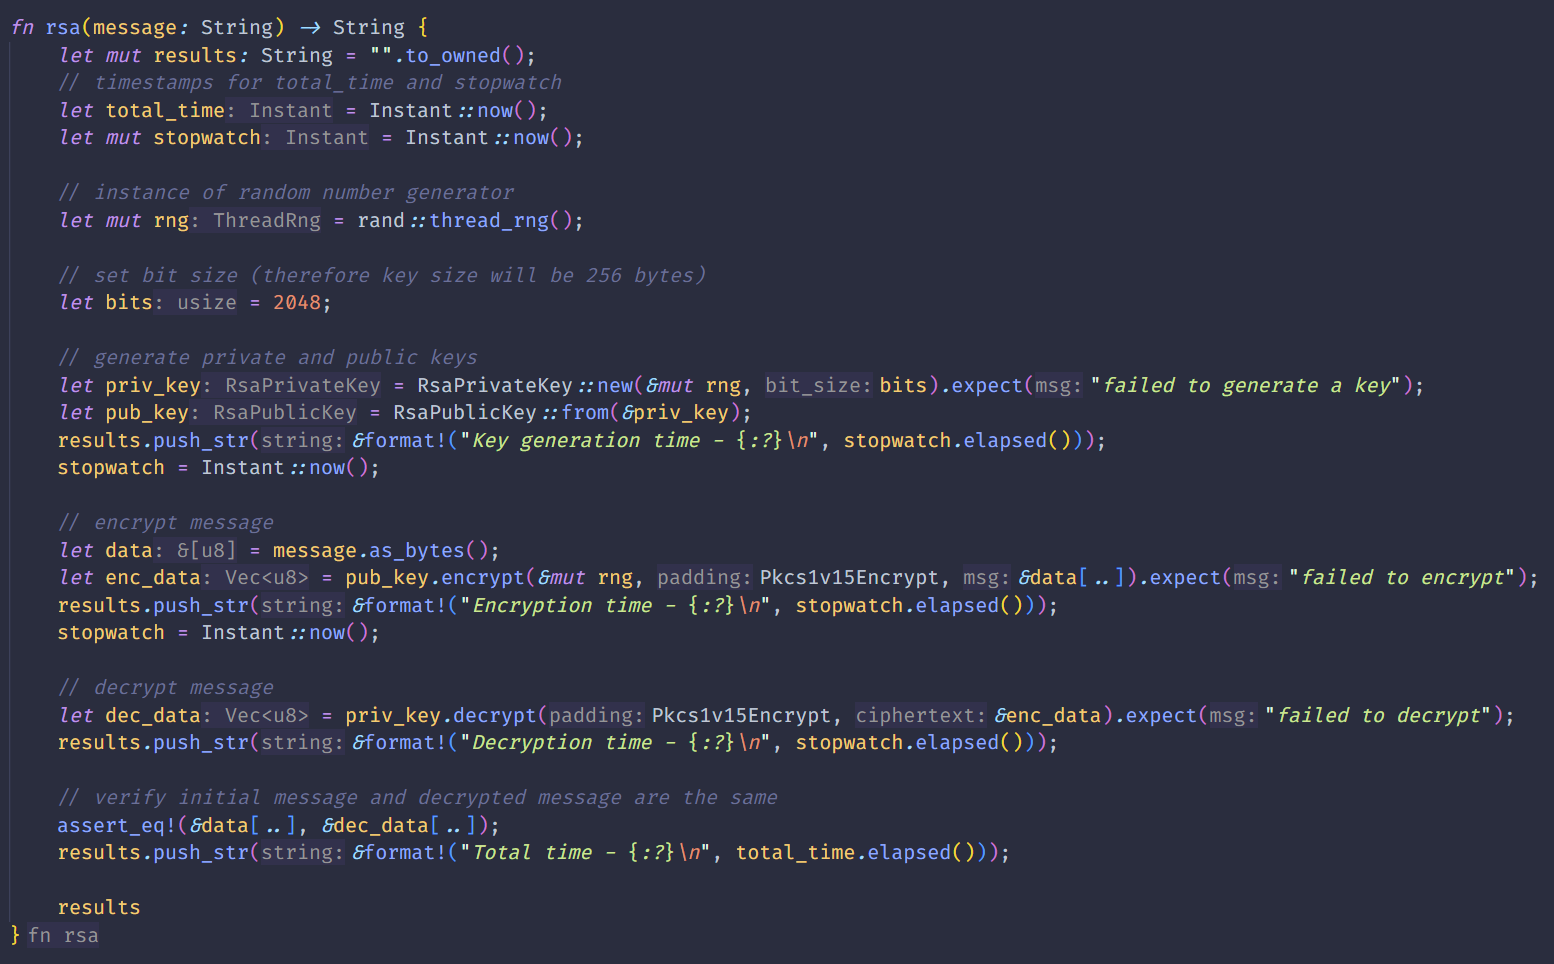 fn rsa(message: String) -> String {
    let mut results: String = "".to_owned();
    // timestamps for total_time and stopwatch
    let total_time: Instant = Instant::now();
    let mut stopwatch: Instant = Instant::now();

    // instance of random number generator
    let mut rng: ThreadRng = rand::thread_rng();

    // set bit size (therefore key size will be 256 bytes)
    let bits: usize = 2048;

    // generate private and public keys
    let priv_key: RsaPrivateKey = RsaPrivateKey::new(&mut rng, bit_size: bits).expect(msg: "failed to generate a key");
    let pub_key: RsaPublicKey = RsaPublicKey::from(&priv_key);
    results.push_str(string: &format!("Key generation time - {:?}\n", stopwatch.elapsed()));
    stopwatch = Instant::now();

    // encrypt message
    let data: &[u8] = message.as_bytes();
    let enc_data: Vec<u8> = pub_key.encrypt(&mut rng, padding: Pkcs1v15Encrypt, msg: &data[..]).expect(msg: "failed to encrypt");
    results.push_str(string: &format!("Encryption time - {:?}\n", stopwatch.elapsed()));
    stopwatch = Instant::now();

    // decrypt message
    let dec_data: Vec<u8> = priv_key.decrypt(padding: Pkcs1v15Encrypt, ciphertext: &enc_data).expect(msg: "failed to decrypt");
    results.push_str(string: &format!("Decryption time - {:?}\n", stopwatch.elapsed()));

    // verify initial message and decrypted message are the same
    assert_eq!(&data[..], &dec_data[..]);
    results.push_str(string: &format!("Total time - {:?}\n", total_time.elapsed()));

    results
} fn rsa